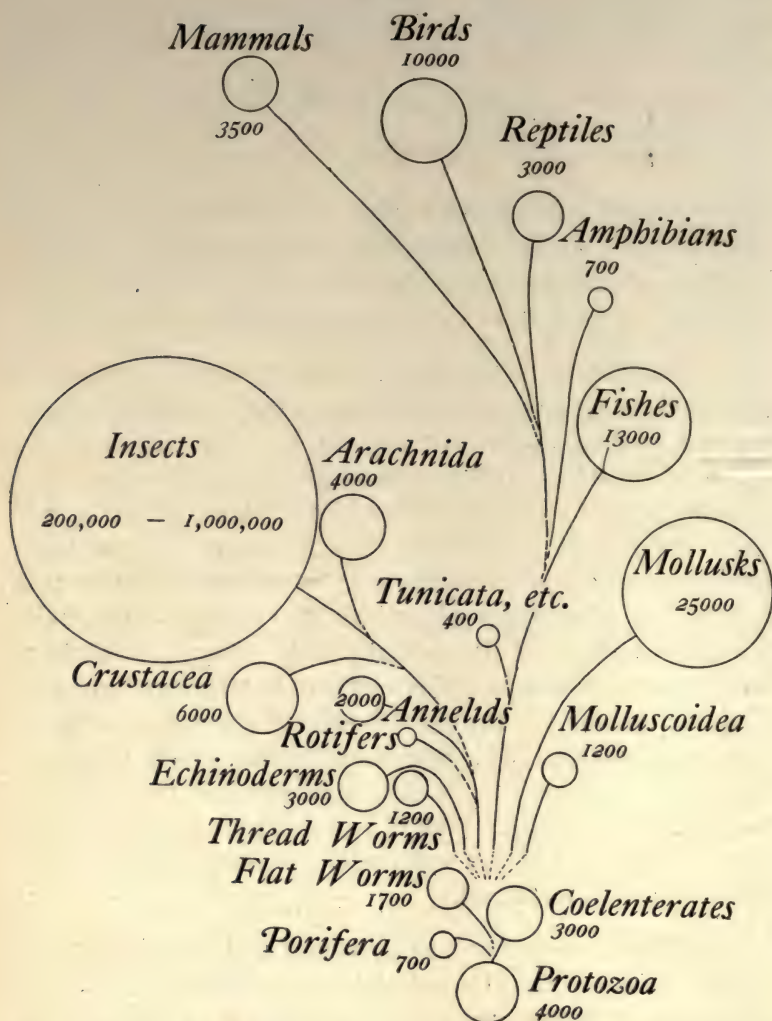 Mammals
3500
Birds
10000
Reptiles
3000
Amphibians
700
Fishes
13000
Insects
200,000 — 1,000,000
Arachnida
4000
Mollusks
25000
Tunicata, etc.
400
Crustacea
6000
2000 Annelids
Rotifers
Molluscoidea
1200
Echinoderms
3000
1200
Thread Worms
Flat Worms
1700
Coelenterates
3000
Porifera
700
Protozoa
4000